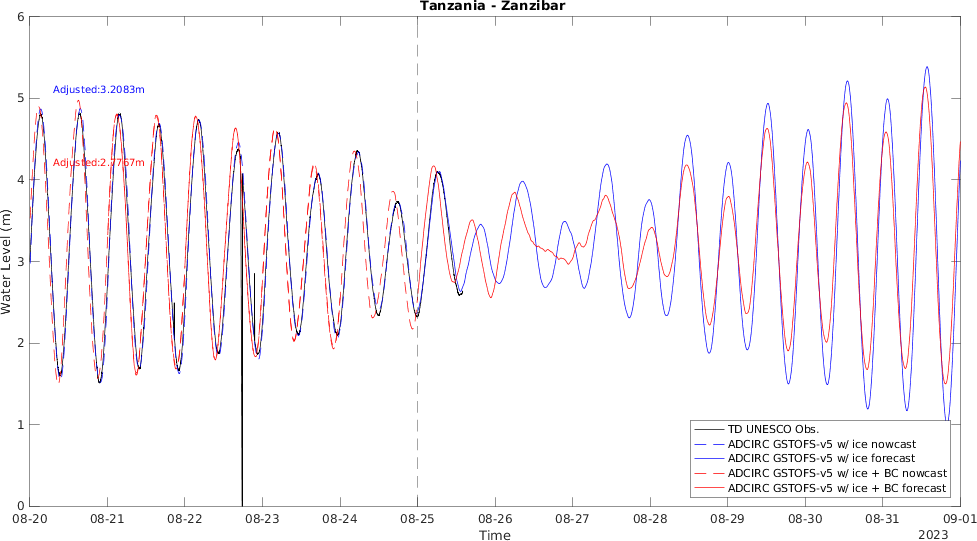 Tanzania - Zanzibar
6
5
4
3
2
1
0
Water Level (m)
Adjusted:3.2083m
Adjusted:2.7767m
TD UNESCO Obs.
ADCIRC GSTOFS-v5 w/ ice nowcast
ADCIRC GSTOFS-v5 w/ ice forecast
ADCIRC GSTOFS-v5 w/ ice + BC nowcast
ADCIRC GSTOFS-v5 w/ ice + BC forecast
08-20 08-21 08-22 08-23 08-24 08-25 08-26 08-27 08-28 08-29 08-30 08-31 09-01
Time
2023